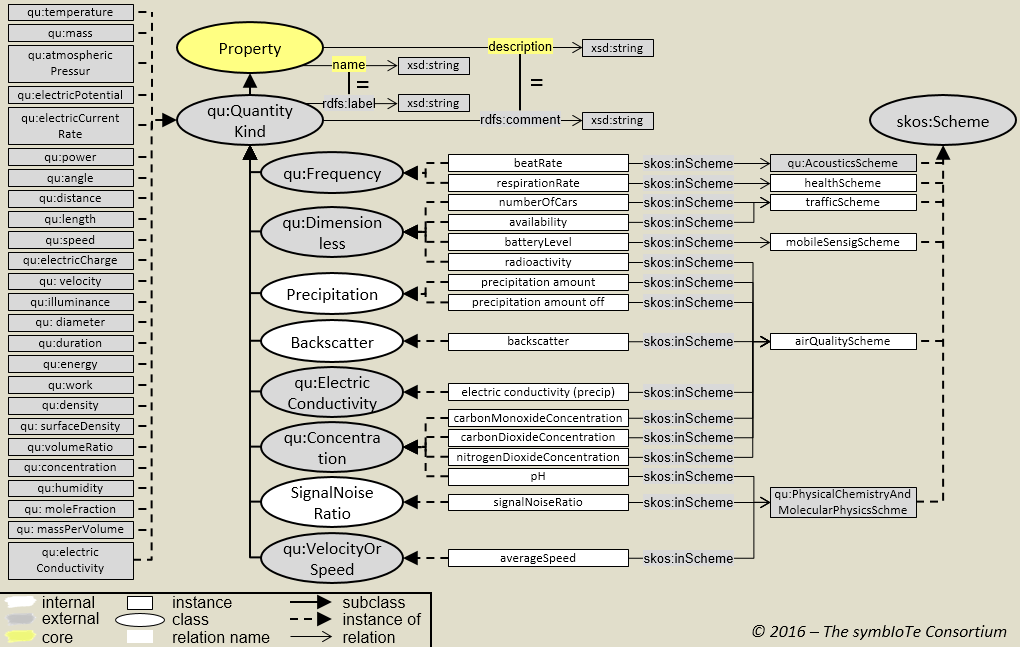 qu:temperature
qu:mass
qu:atmospheric
Pressur
qu:electricPotential
qu:electricCurrent
Rate
qu:power
qu:angle
qu:distance
qu:length
qu:speed
qu:electricCharge
qu: velocity
qu:illuminance
qu: diameter
qu:duration
qu:energy
qu:work
qu:density
qu: surfaceDensity
qu:volumeRatio
qu:concentration
qu:humidity
qu: moleFraction
qu: massPerVolume
qu:electric
Conductivity
Property
description
xsd:string
name
xsd:string
=
=
rdfs:label
xsd:string
qu:Quantity
Kind
rdfs:comment
xsd:string
skos:Scheme
qu:Frequency
beatRate
skos:inScheme
qu:AcousticsScheme
respirationRate
skos:inScheme
healthScheme
qu:Dimension
less
numberOfCars
skos:inScheme
trafficScheme
availability
skos:inScheme
batteryLevel
skos:inScheme
mobileSensigScheme
radioactivity
skos:inScheme
Precipitation
precipitation amount
skos:inScheme
precipitation amount off
skos:inScheme
Backscatter
backscatter
skos:inScheme
airQualityScheme
qu:Electric
Conductivity
electric conductivity (precip)
skos:inScheme
qu:Concentra
tion
carbonMonoxideConcentration
skos:inScheme
carbonDioxideConcentration
skos:inScheme
nitrogenDioxideConcentration
skos:inScheme
pH
skos:inScheme
SignalNoise
Ratio
signalNoiseRatio
skos:inScheme
qu:PhysicalChemistryAnd
MolecularPhysicsSchme
qu:VelocityOr
Speed
averageSpeed
skos:inScheme
internal
instance
subclass
external
class
instance of
core
relation name
relation
© 2016 – The symbIoTe Consortium